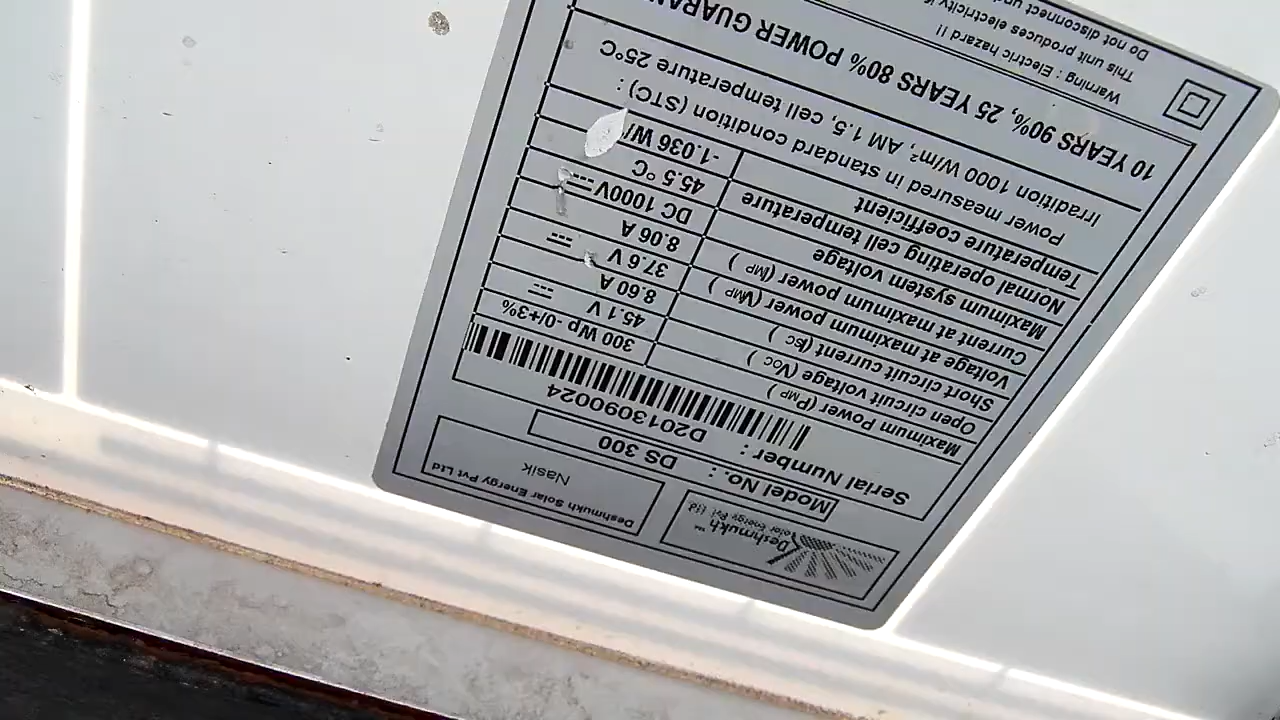 Deshmukh ™
Solar Energy Pvt. Ltd.
Deshmukh Solar Energy Pvt Ltd
Nasik
Model No.: DS 300
Serial Number : D2013090024
Maximum Power (PMP) 300 Wp -0/+3%
Open circuit voltage (Voc) 45.1 V
Short circuit current (Isc) 8.60 A
Voltage at maximum power (VMP) 37.6 V
Current at maximum power (IMP) 8.06 A
Maximum system voltage DC 1000V
Normal operating cell temperature 45.5 °C
Temperature coefficient -1.036 W/
Power measured in standard condition (STC) :
Irradition 1000 W/m², AM 1.5, cell temperature 25°C
10 YEARS 90%, 25 YEARS 80% POWER
Warning : Electric hazard !!
This unit produces electricity
Do not disconnect